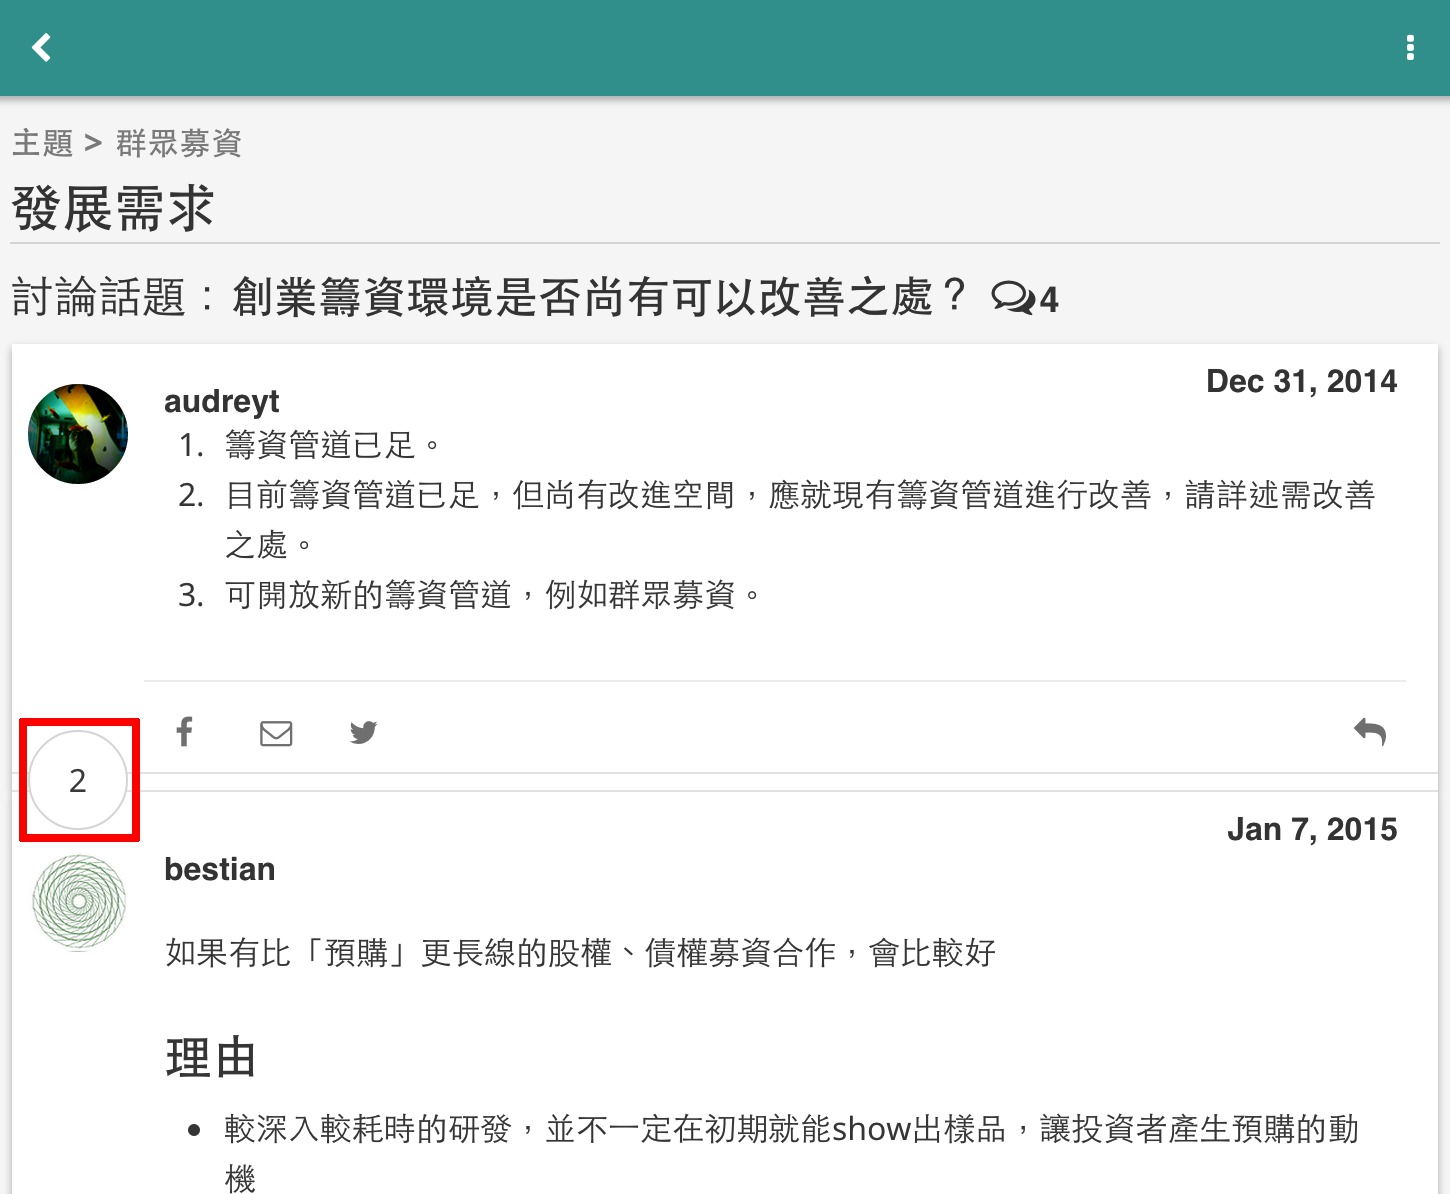 主題 > 群眾募資
發展需求
討論話題：創業籌資環境是否尚有可以改善之處？ 4
Dec 31, 2014
audreyt
1. 籌資管道已足。
2. 目前籌資管道已足，但尚有改進空間，應就現有籌資管道進行改善，請詳述需改善
之處。
3. 可開放新的籌資管道，例如群眾募資。
2
Jan 7, 2015
bestian
如果有比「預購」更長線的股權、債權募資合作，會比較好
理由
• 較深入較耗時的研發，並不一定在初期就能show出樣品，讓投資者產生預購的動
機